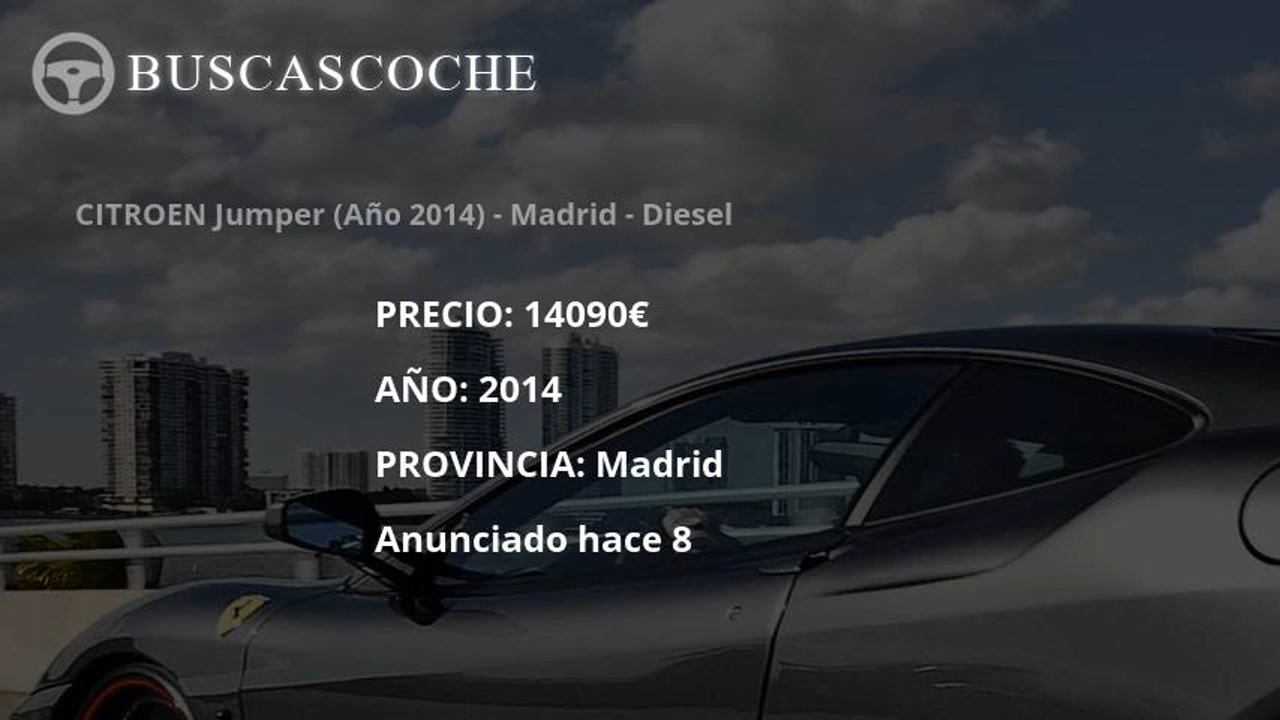 BUSCASCOCHE
CITROEN Jumper (Año 2014) - Madrid - Diesel
PRECIO: 14090€
AÑO: 2014
PROVINCIA: Madrid
Anunciado hace 8